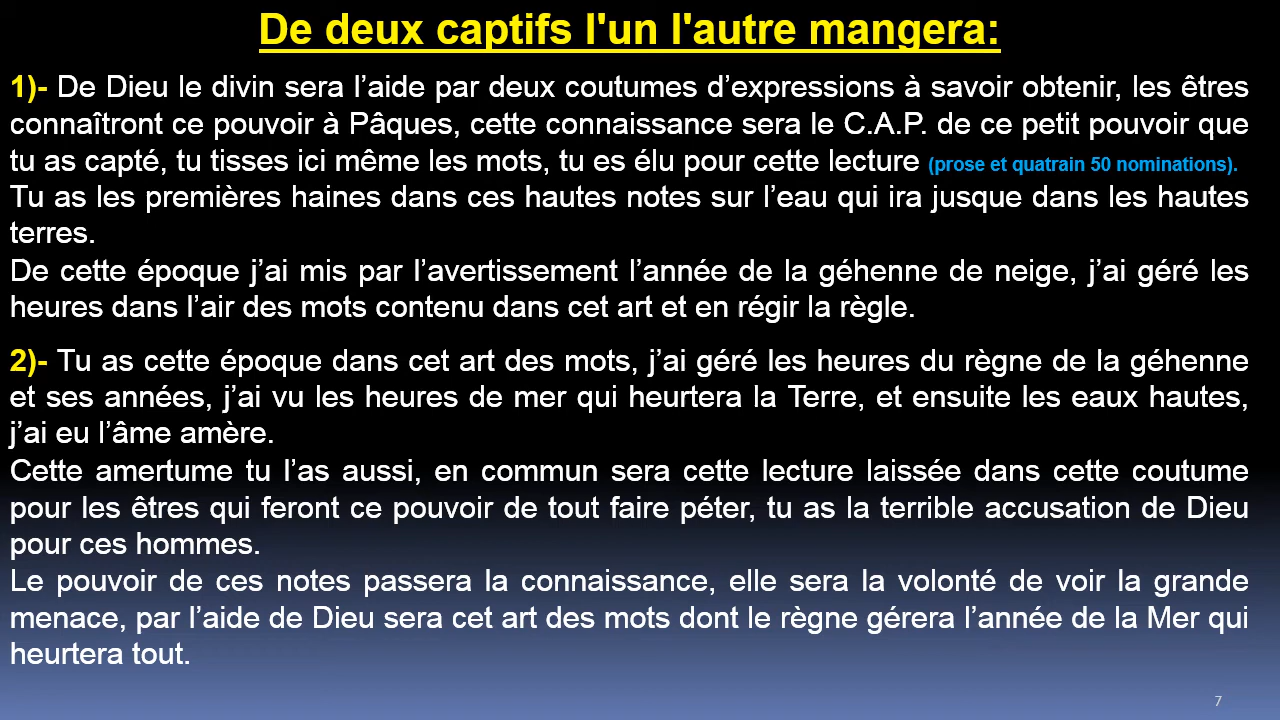 De deux captifs l'un l'autre mangera:
1)- De Dieu le divin sera l’aide par deux coutumes d’expressions à savoir obtenir, les êtres
connaîtront ce pouvoir à Pâques, cette connaissance sera le C.A.P. de ce petit pouvoir que
tu as capté, tu tisses ici même les mots, tu es élu pour cette lecture (prose et quatrain 50 nominations).
Tu as les premières haines dans ces hautes notes sur l’eau qui ira jusque dans les hautes
terres.
De cette époque j’ai mis par l’avertissement l’année de la géhenne de neige, j’ai géré les
heures dans l’air des mots contenu dans cet art et en régir la règle.
2)- Tu as cette époque dans cet art des mots, j’ai géré les heures du règne de la géhenne
et ses années, j’ai vu les heures de mer qui heurtera la Terre, et ensuite les eaux hautes,
j’ai eu l’âme amère.
Cette amertume tu l’as aussi, en commun sera cette lecture laissée dans cette coutume
pour les êtres qui feront ce pouvoir de tout faire péter, tu as la terrible accusation de Dieu
pour ces hommes.
Le pouvoir de ces notes passera la connaissance, elle sera la volonté de voir la grande
menace, par l’aide de Dieu sera cet art des mots dont le règne gérera l’année de la Mer qui
heurtera tout.
7